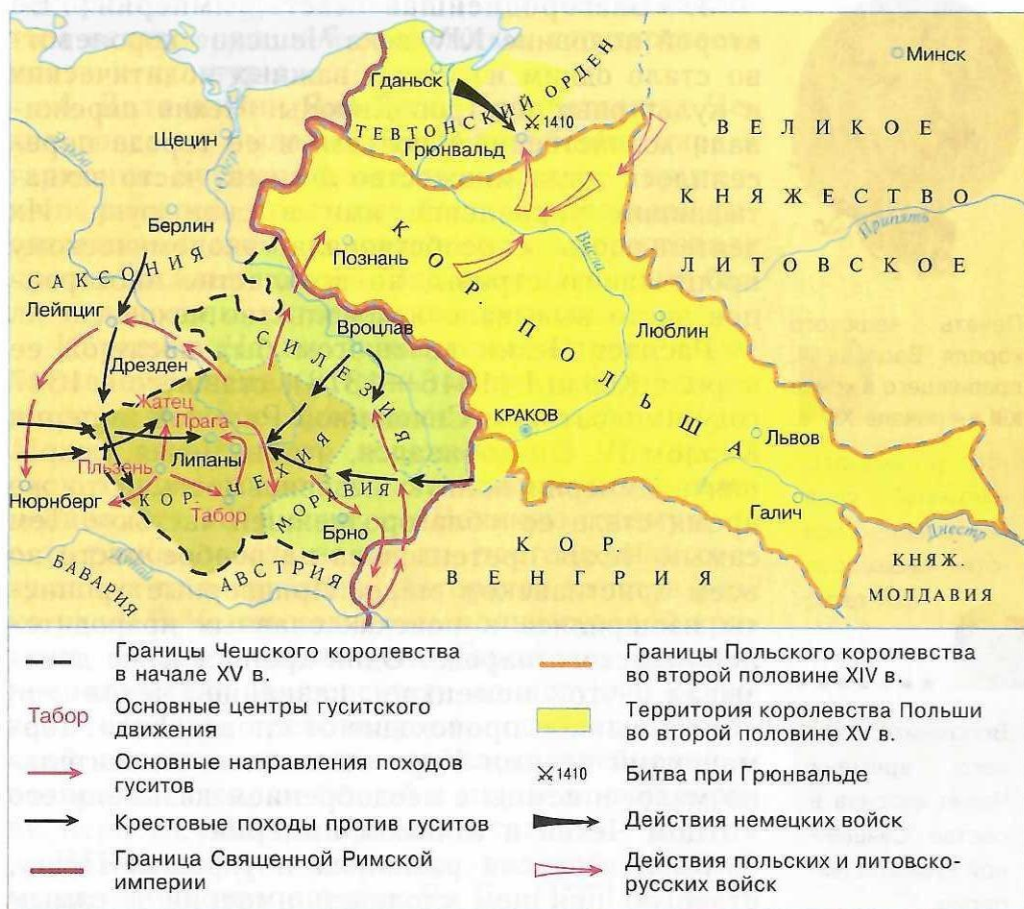 Гданьск
Минск
ТЕВТОНСКИЙ ОРДЕН
1410
Щецин
Грюнвальд
ВЕЛИКОЕ
КНЯЖЕСТВО
Припять
ЛИТОВСКОЕ
Берлин
Познань
Висла
САКСОНИЯ
Лейпциг
Вроцлав
Люблин
СИЛЕЗИЯ
Дрезден
Жатец
Прага
КРАКОВ
КОР. ПОЛЬША
Львов
Пльзень
Липаны
КОР. ЧЕХИЯ
Нюрнберг
Табор
МОРАВИЯ
Галич
Брно
КОР.
Днестр
БАВАРИЯ
АВСТРИЯ
ВЕНГРИЯ
КНЯЖ.
МОЛДАВИЯ
Границы Чешского королевства
в начале XV в.
Табор
Основные центры гуситского
движения
Основные направления походов
гуситов
Крестовые походы против гуситов
Граница Священной Римской
империи
Границы Польского королевства
во второй половине XIV в.
Территория королевства Польши
во второй половине XV в.
1410
Битва при Грюнвальде
Действия немецких войск
Действия польских и литовско-
русских войск